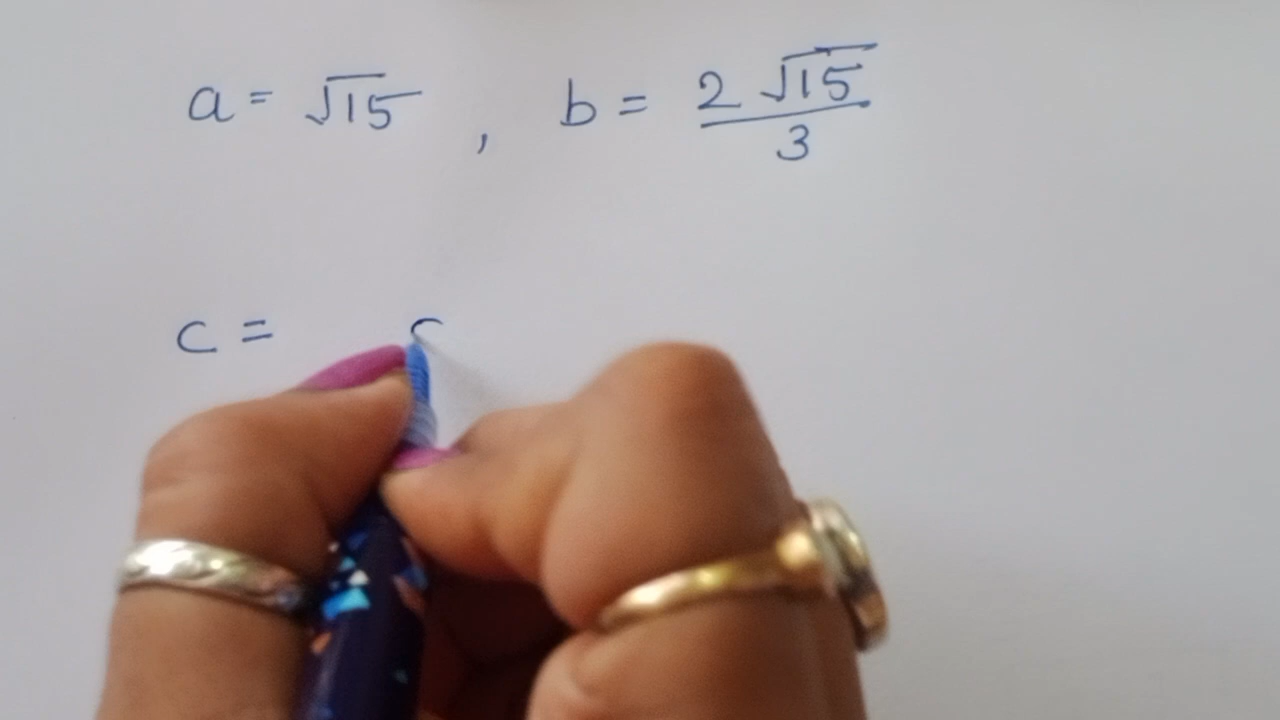 a = √15 , b = 2√15/3
c =